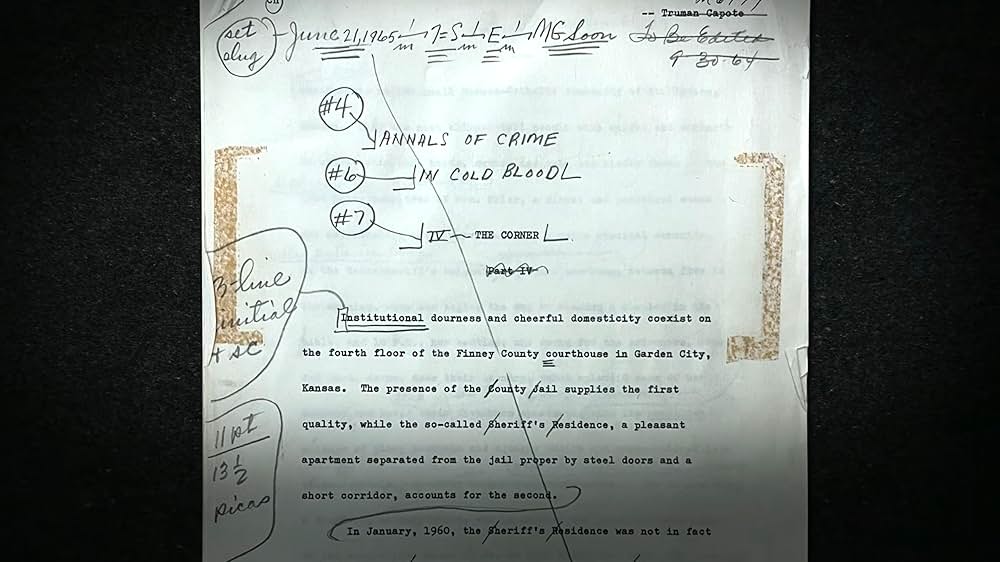 -- Truman Capote
set slug
June 21, 1965 7=S E MG Soon To Be Edited
9 30-64
#4
ANNALS OF CRIME
#6 IN COLD BLOOD
#7
IV THE CORNER
Part IV
3-line
initial
+ sc
Institutional dourness and cheerful domesticity coexist on
the fourth floor of the Finney County courthouse in Garden City,
Kansas. The presence of the County Jail supplies the first
quality, while the so-called Sheriff's Residence, a pleasant
apartment separated from the jail proper by steel doors and a
short corridor, accounts for the second.
11pt
13 1/2
picas
In January, 1960, the Sheriff's Residence was not in fact